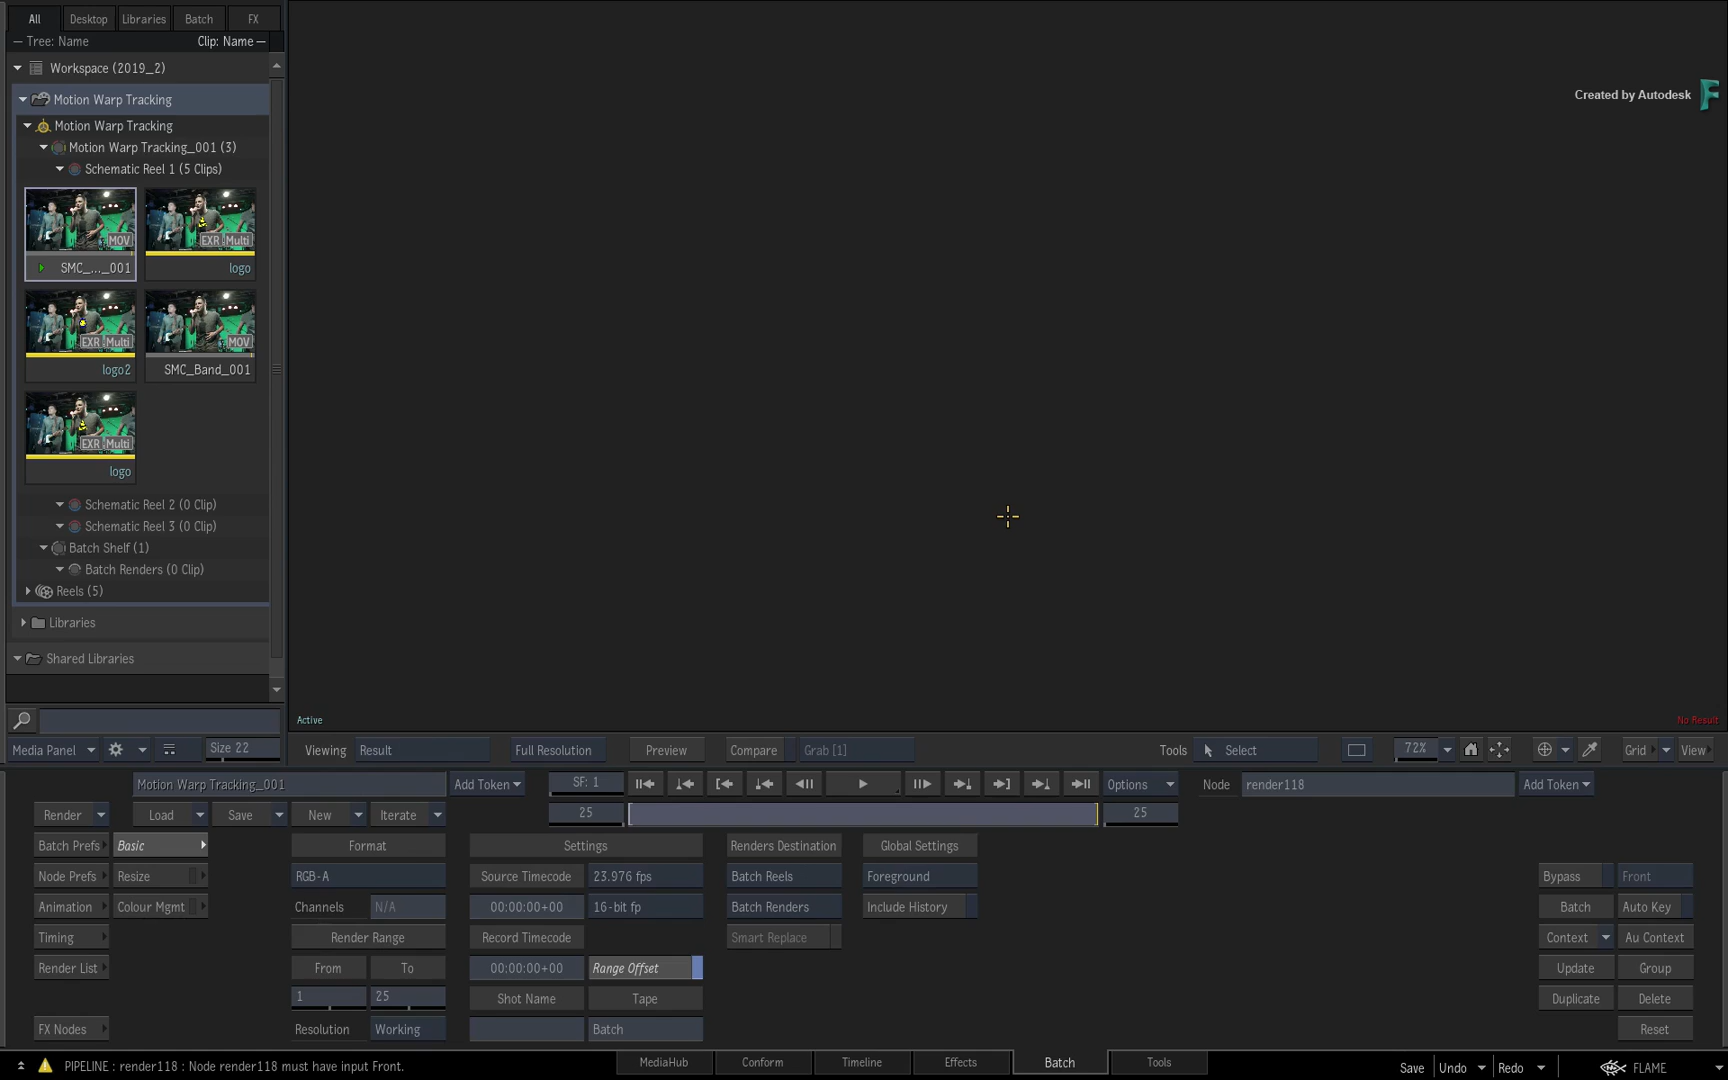 All Desktop Libraries Batch FX
Tree: Name Clip: Name
Workspace (2019_2)
Motion Warp Tracking
Motion Warp Tracking
Motion Warp Tracking_001 (3)
Schematic Reel 1 (5 Clips)
MOV EXR Multi
SMC_..._001 logo
EXR Multi MOV
logo2 SMC_Band_001
EXR Multi
logo
Schematic Reel 2 (0 Clip)
Schematic Reel 3 (0 Clip)
Batch Shelf (1)
Batch Renders (0 Clip)
Reels (5)
Libraries
Shared Libraries
Created by Autodesk
Active No Result
Media Panel Size 22 Viewing Result Full Resolution Preview Compare Grab [1] Tools Select 72% Grid View
Motion Warp Tracking_001 Add Token SF: 1 Options Node render118 Add Token
Render Load Save New Iterate 25 25
Batch Prefs Basic Format Settings Renders Destination Global Settings
Node Prefs Resize RGB-A Source Timecode 23.976 fps Batch Reels Foreground Bypass Front
Animation Colour Mgmt Channels N/A 00:00:00+00 16-bit fp Batch Renders Include History Batch Auto Key
Timing Render Range Record Timecode Smart Replace Context Au Context
Render List From To 00:00:00+00 Range Offset Update Group
1 25 Shot Name Tape Duplicate Delete
FX Nodes Resolution Working Batch Reset
PIPELINE : render118 : Node render118 must have input Front. MediaHub Conform Timeline Effects Batch Tools Save Undo Redo FLAME